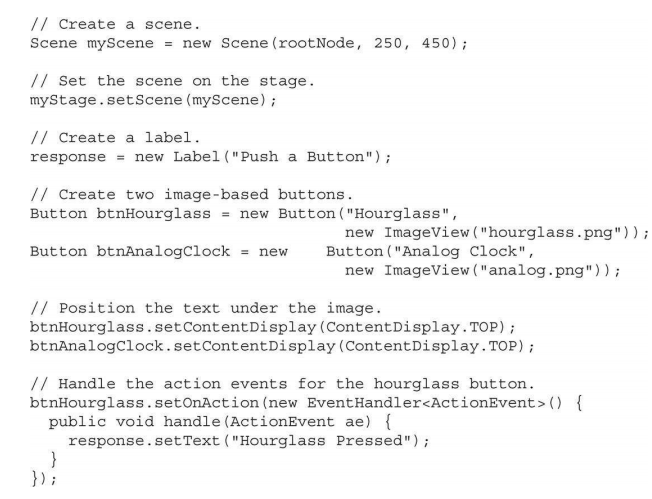 // Create a scene.
Scene myScene = new Scene(rootNode, 250, 450);

// Set the scene on the stage.
myStage.setScene(myScene);

// Create a label.
response = new Label("Push a Button");

// Create two image-based buttons.
Button btnHourglass = new Button("Hourglass",
                                 new ImageView("hourglass.png"));
Button btnAnalogClock = new    Button("Analog Clock",
                                 new ImageView("analog.png"));

// Position the text under the image.
btnHourglass.setContentDisplay(ContentDisplay.TOP);
btnAnalogClock.setContentDisplay(ContentDisplay.TOP);

// Handle the action events for the hourglass button.
btnHourglass.setOnAction(new EventHandler<ActionEvent>() {
  public void handle(ActionEvent ae) {
    response.setText("Hourglass Pressed");
  }
});